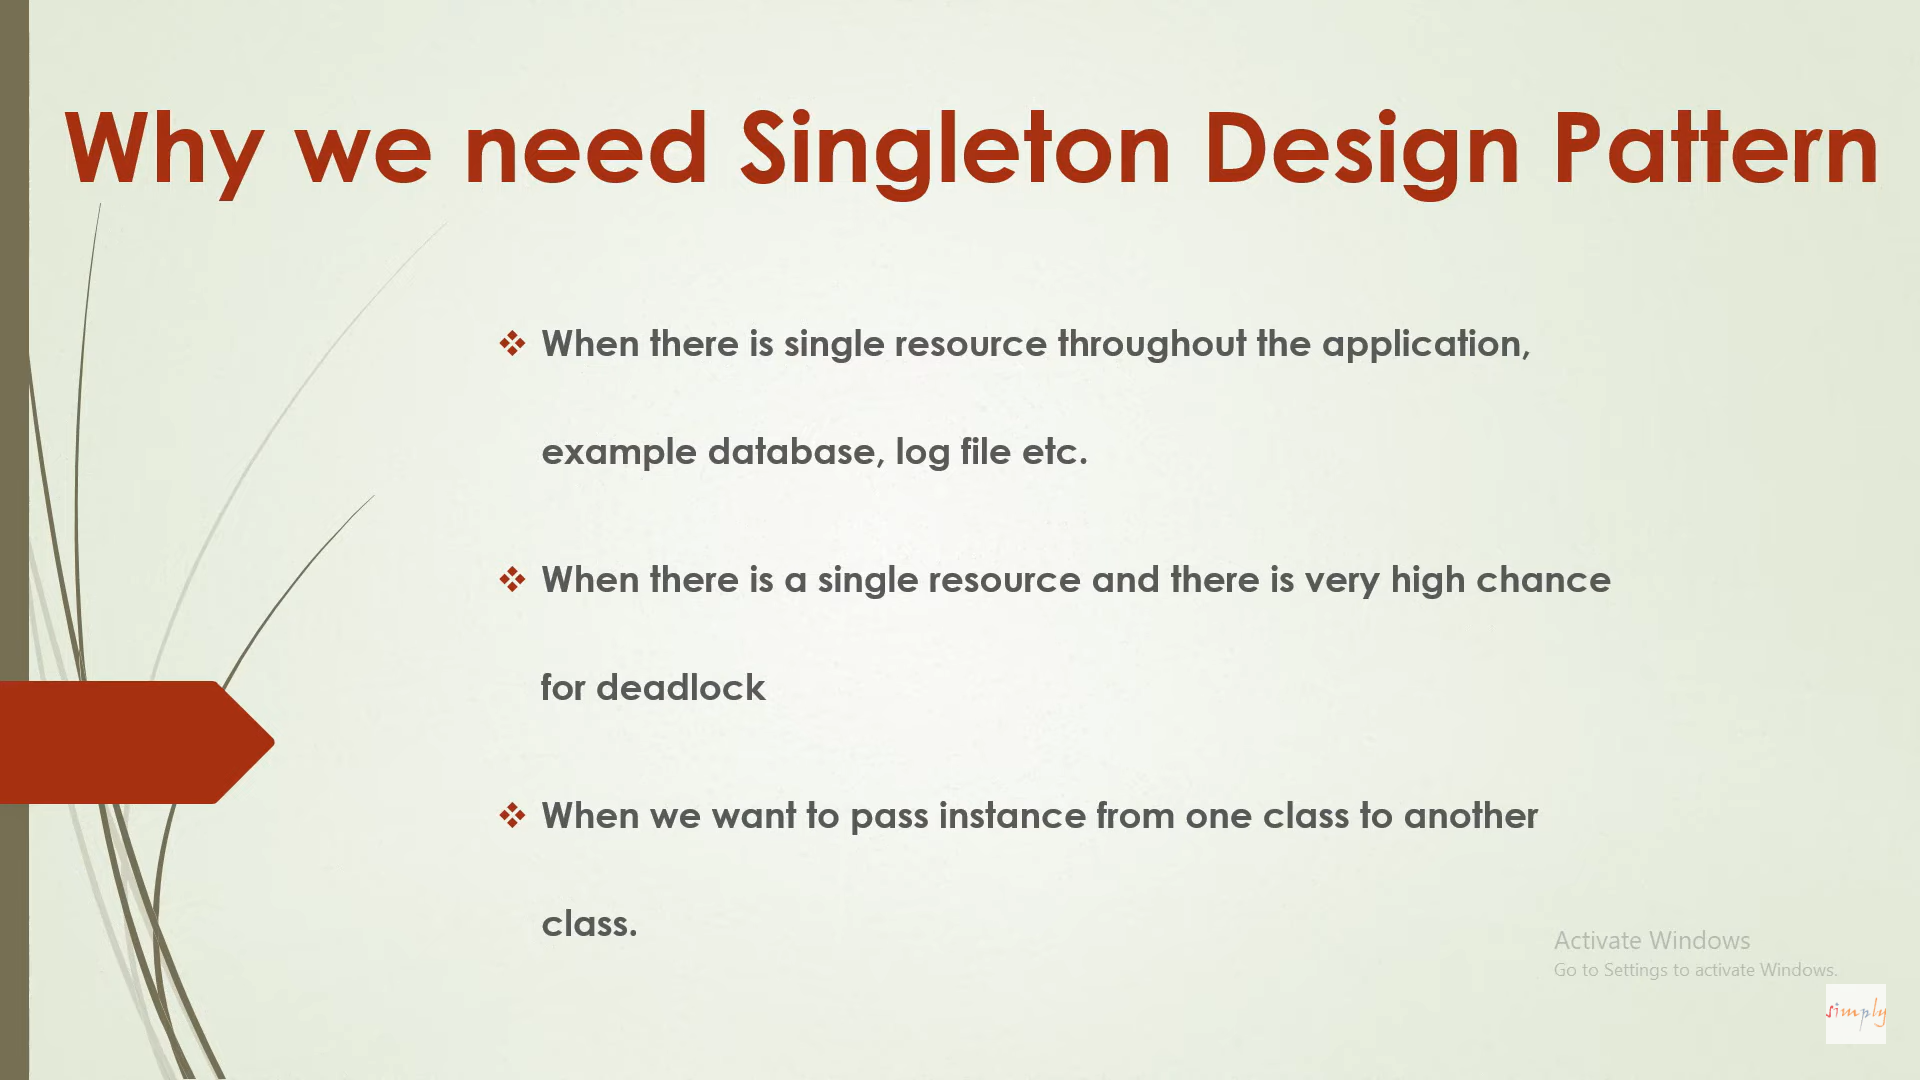 Why we need Singleton Design Pattern
When there is single resource throughout the application,
example database, log file etc.
When there is a single resource and there is very high chance
for deadlock
When we want to pass instance from one class to another
class.
Activate Windows
Go to Settings to activate Windows.
simply